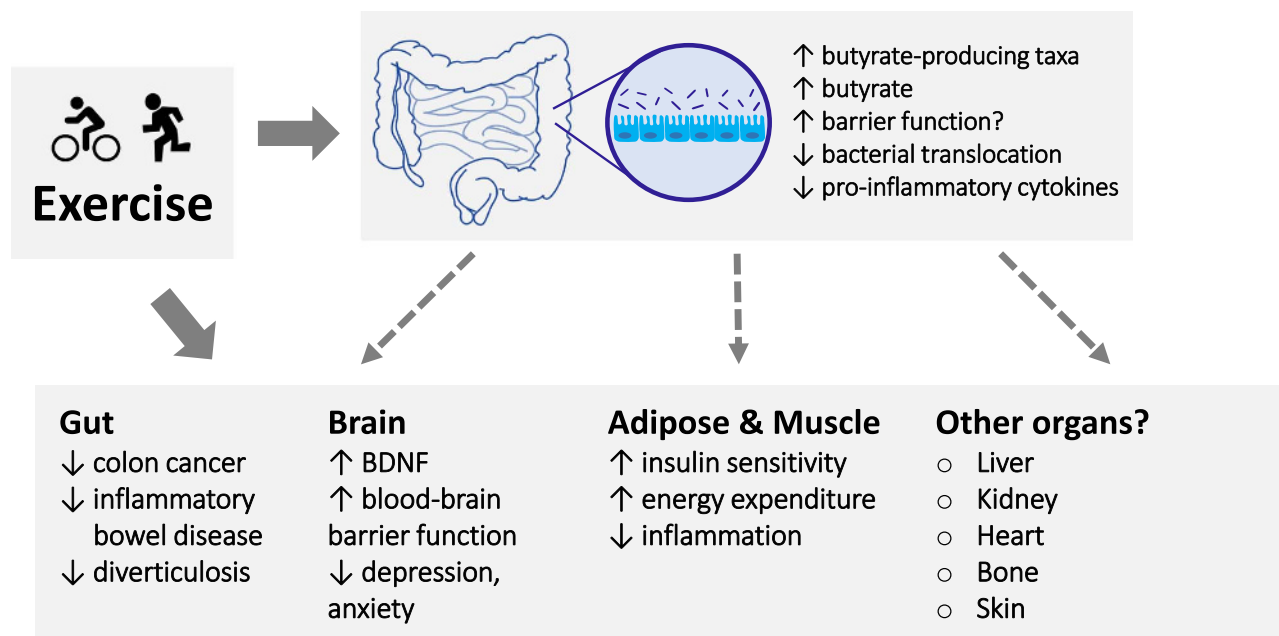 Exercise
↑ butyrate-producing taxa
↑ butyrate
↑ barrier function?
↓ bacterial translocation
↓ pro-inflammatory cytokines
Gut
↓ colon cancer
↓ inflammatory
bowel disease
↓ diverticulosis
Brain
↑ BDNF
↑ blood-brain
barrier function
↓ depression,
anxiety
Adipose & Muscle
↑ insulin sensitivity
↑ energy expenditure
↓ inflammation
Other organs?
○ Liver
○ Kidney
○ Heart
○ Bone
○ Skin